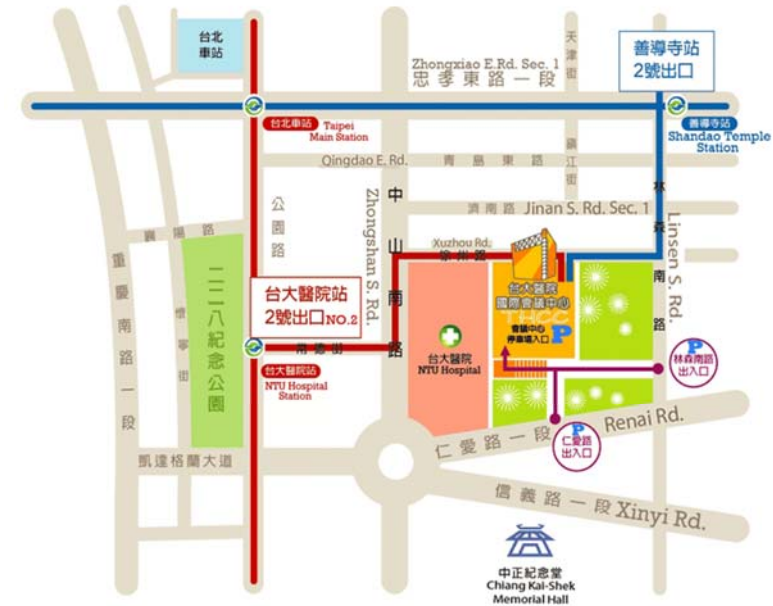 台北
車站
天津街
善導寺站
2號出口
Zhongxiao E.Rd. Sec. 1
忠孝東路一段
台北車站
Taipei
Main Station
善導寺站
Shandao Temple
Station
Qingdao E. Rd.
青島東路
鎮江街
林森南路
Linsen S. Rd.
公園路
中山南路
Zhongshan S. Rd.
濟南路 Jinan S. Rd. Sec. 1
襄陽路
Xuzhou Rd.
徐州路
重慶南路一段
二二八紀念公園
懷寧街
台大醫院站
2號出口NO.2
常德街
台大醫院站
NTU Hospital
Station
台大醫院
國際會議中心
THCC
會議中心
停車場入口 P
台大醫院
NTU Hospital
P
林森南路
出入口
P
仁愛路
出入口
仁愛路一段 Renai Rd.
凱達格蘭大道
信義路一段 Xinyi Rd.
中正紀念堂
Chiang Kai-Shek
Memorial Hall